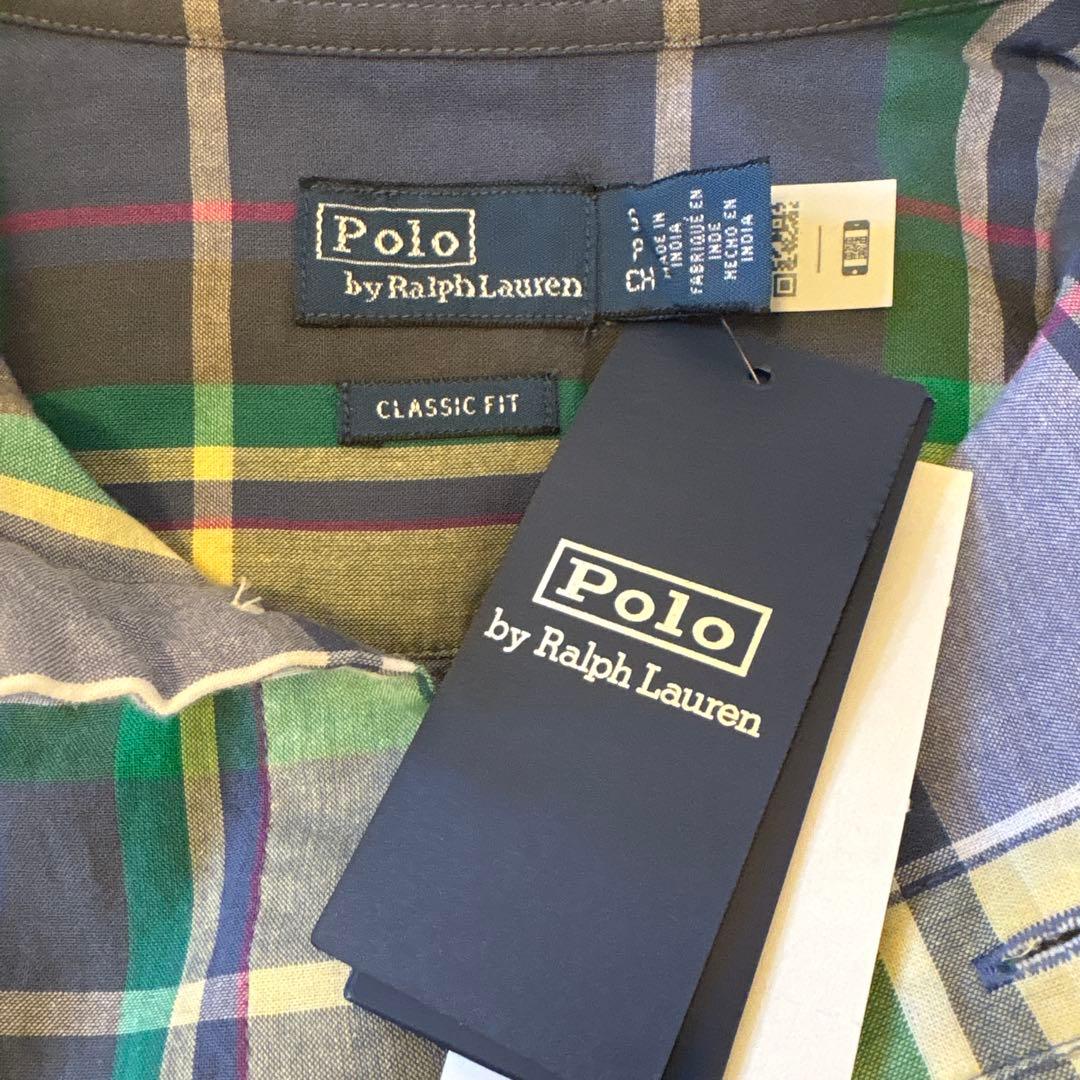 Polo
by Ralph Lauren
S
P
CH
MADE IN
INDIA
FABRIQUÉ EN
INDE
HECHO EN
INDIA
CLASSIC FIT
Polo
by Ralph Lauren